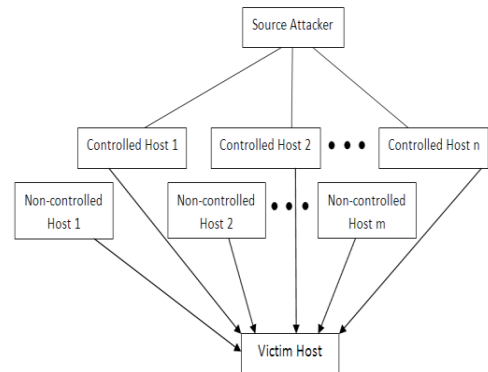 Source Attacker
Controlled Host 1
Controlled Host 2
Controlled Host n
Non-controlled
Host 1
Non-controlled
Host 2
Non-controlled
Host m
Victim Host